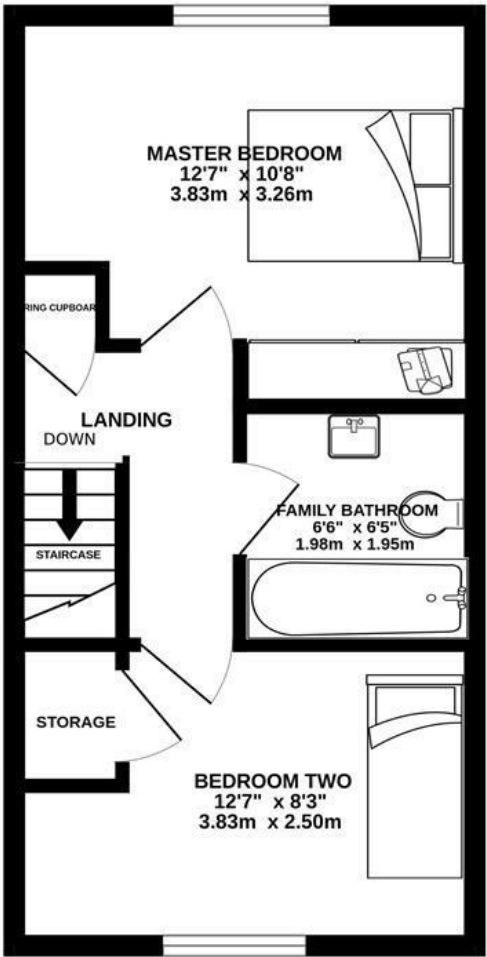 MASTER BEDROOM
12'7" x 10'8"
3.83m x 3.26m
RING CUPBOAR
LANDING
DOWN
FAMILY BATHROOM
6'6" x 6'5"
1.98m x 1.95m
STAIRCASE
STORAGE
BEDROOM TWO
12'7" x 8'3"
3.83m x 2.50m